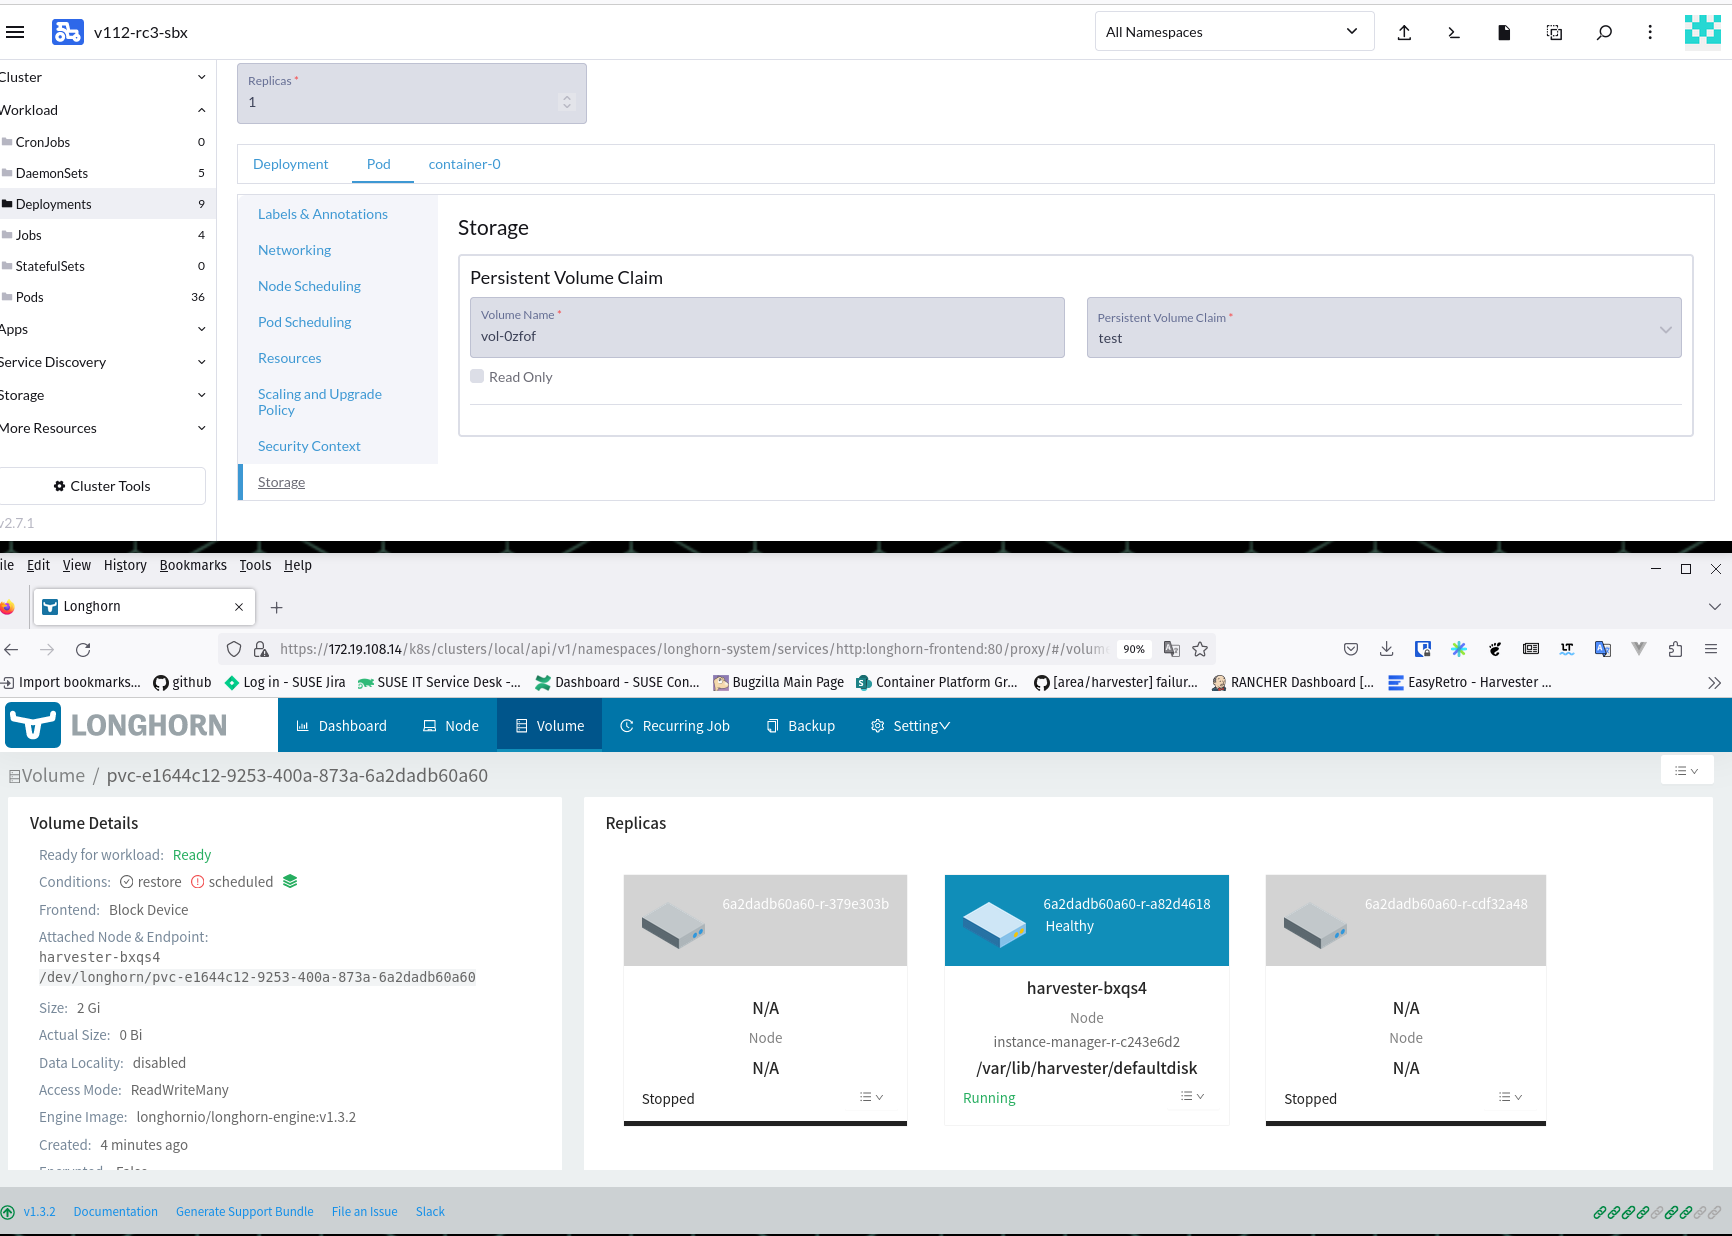 v112-rc3-sbx
All Namespaces
Cluster
Workload
CronJobs 0
DaemonSets 5
Deployments 9
Jobs 4
StatefulSets 0
Pods 36
Apps
Service Discovery
Storage
More Resources
Cluster Tools
v2.7.1
Replicas *
1
Deployment Pod container-0
Labels & Annotations
Networking
Node Scheduling
Pod Scheduling
Resources
Scaling and Upgrade
Policy
Security Context
Storage
Storage
Persistent Volume Claim
Volume Name *
vol-0zfof
Persistent Volume Claim *
test
Read Only
ile Edit View History Bookmarks Tools Help
Longhorn
https://172.19.108.14/k8s/clusters/local/api/v1/namespaces/longhorn-system/services/http:longhorn-frontend:80/proxy/#/volum
90%
Import bookmarks... github Log in - SUSE Jira SUSE IT Service Desk -... Dashboard - SUSE Con... Bugzilla Main Page Container Platform Gr... [area/harvester] failur... RANCHER Dashboard [... EasyRetro - Harvester ...
LONGHORN
Dashboard Node Volume Recurring Job Backup Setting
Volume / pvc-e1644c12-9253-400a-873a-6a2dadb60a60
Volume Details
Ready for workload: Ready
Conditions: restore scheduled
Frontend: Block Device
Attached Node & Endpoint:
harvester-bxqs4
/dev/longhorn/pvc-e1644c12-9253-400a-873a-6a2dadb60a60
Size: 2 Gi
Actual Size: 0 Bi
Data Locality: disabled
Access Mode: ReadWriteMany
Engine Image: longhornio/longhorn-engine:v1.3.2
Created: 4 minutes ago
Encrypted: False
Replicas
6a2dadb60a60-r-379e303b
N/A
Node
N/A
Stopped
6a2dadb60a60-r-a82d4618
Healthy
harvester-bxqs4
Node
instance-manager-r-c243e6d2
/var/lib/harvester/defaultdisk
Running
6a2dadb60a60-r-cdf32a48
N/A
Node
N/A
Stopped
v1.3.2 Documentation Generate Support Bundle File an Issue Slack